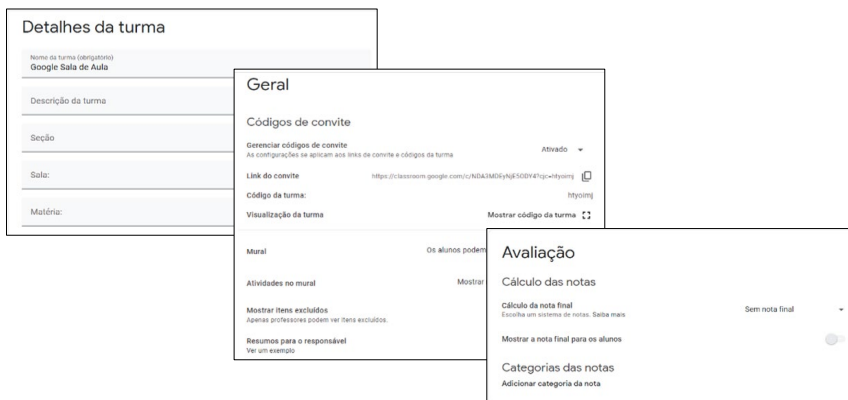 Detalhes da turma
Nome da turma (obrigatório)
Google Sala de Aula
Descrição da turma
Seção
Sala:
Matéria:
Geral
Códigos de convite
Gerenciar códigos de convite
Ativado
As configurações se aplicam aos links de convite e códigos da turma
Link do convite
Código da turma: htyoimj
Visualização da turma Mostrar código da turma
Mural Os alunos podem
Atividades no mural Mostrar
Mostrar itens excluídos
Apenas professores podem ver itens excluídos.
Resumos para o responsável
Ver um exemplo
Avaliação
Cálculo das notas
Cálculo da nota final
Sem nota final
Escolha um sistema de notas. Saiba mais
Mostrar a nota final para os alunos
Categorias das notas
Adicionar categoria da nota